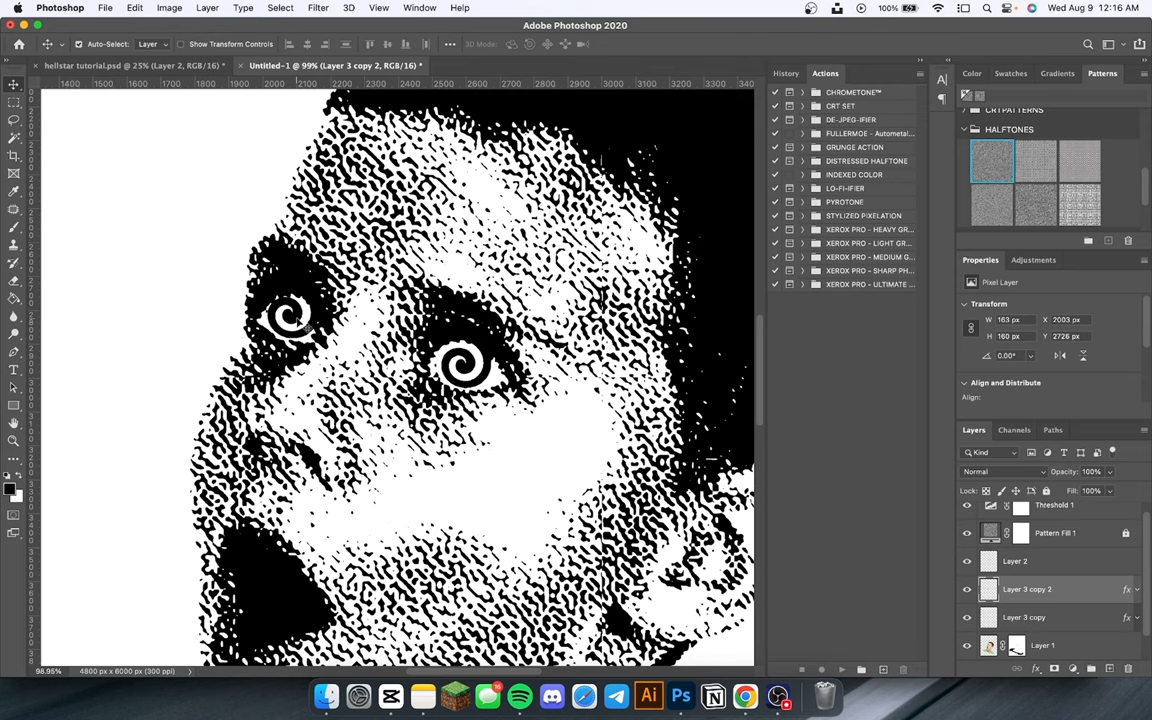 Photoshop File Edit Image Layer Type Select Filter 3D View Window Help 100% Wed Aug 9 12:16 AM
Adobe Photoshop 2020
Auto-Select: Layer Show Transform Controls 3D Mode:
hellstar tutorial.psd @ 25% (Layer 2, RGB/16) * Untitled-1 @ 99% (Layer 3 copy 2, RGB/16) *
1400 1500 1600 1700 1800 1900 2000 2100 2200 2300 2400 2500 2600 2700 2800 2900 3000 3100 3200 3300 340
History Actions
CHROMETONE™
CRT SET
DE-JPEG-IFIER
FULLERMOE - Autometal...
GRUNGE ACTION
DISTRESSED HALFTONE
INDEXED COLOR
LO-FI-IFIER
PYROTONE
STYLIZED PIXELATION
XEROX PRO - HEAVY GR...
XEROX PRO - LIGHT GR...
XEROX PRO - MEDIUM G...
XEROX PRO - SHARP PH...
XEROX PRO - ULTIMATE ...
Color Swatches Gradients Patterns
CRTPATTERNS
HALFTONES
Properties Adjustments
Pixel Layer
Transform
W 163 px X 2003 px
H 160 px Y 2726 px
0.00°
Align and Distribute
Align:
Layers Channels Paths
Kind
Normal Opacity: 100%
Lock: Fill: 100%
Threshold 1
Pattern Fill 1
Layer 2
Layer 3 copy 2 fx
Layer 3 copy fx
Layer 1
fx
98.95% 4800 px x 6000 px (300 ppi)
Ai Ps